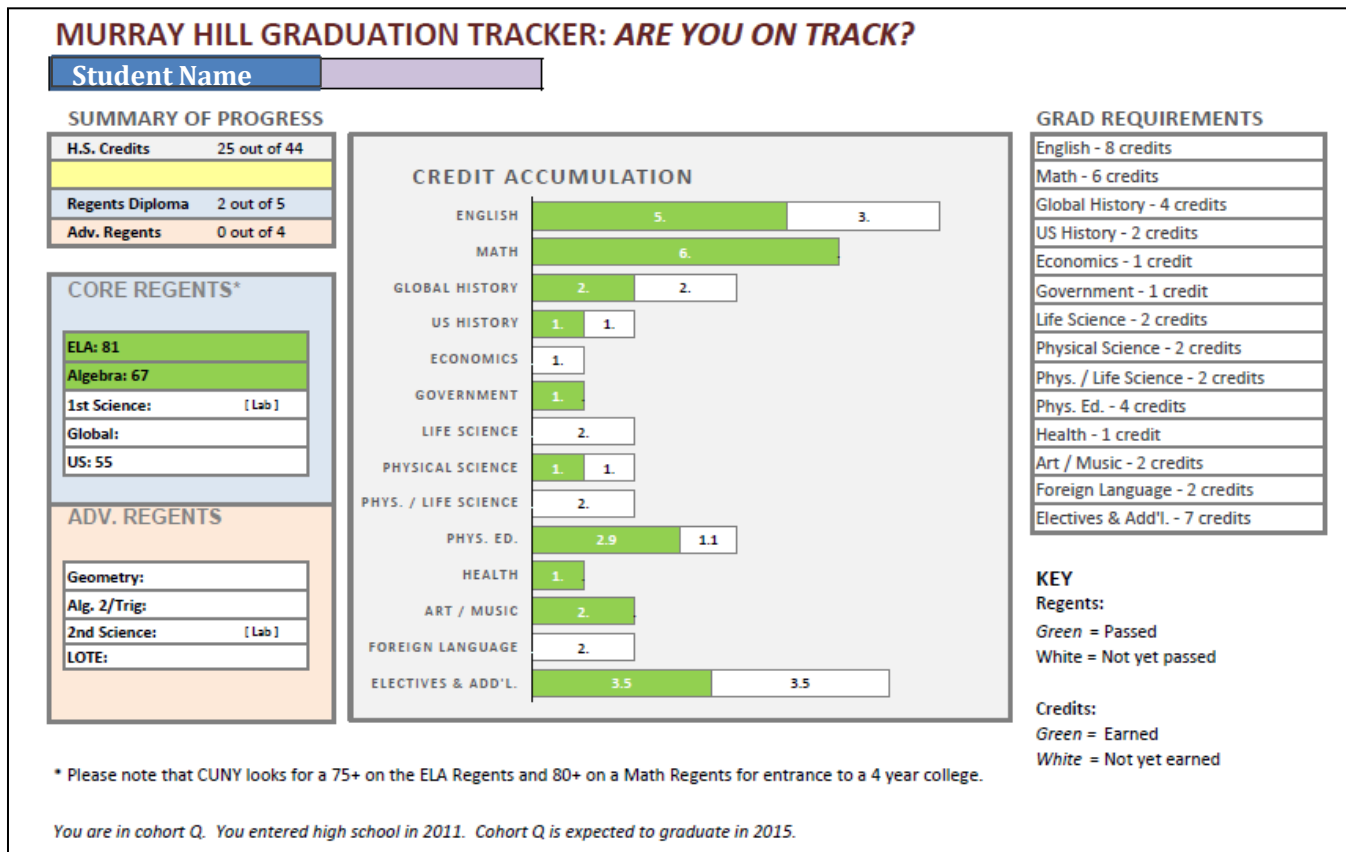 MURRAY HILL GRADUATION TRACKER: ARE YOU ON TRACK?
Student Name
SUMMARY OF PROGRESS
H.S. Credits 25 out of 44
Regents Diploma 2 out of 5
Adv. Regents 0 out of 4
CORE REGENTS*
ELA: 81
Algebra: 67
1st Science: [ Lab ]
Global:
US: 55
ADV. REGENTS
Geometry:
Alg. 2/Trig:
2nd Science: [ Lab ]
LOTE:
CREDIT ACCUMULATION
ENGLISH 5. 3.
MATH 6. .
GLOBAL HISTORY 2. 2.
US HISTORY 1. 1.
ECONOMICS 1.
GOVERNMENT 1. .
LIFE SCIENCE 2.
PHYSICAL SCIENCE 1. 1.
PHYS. / LIFE SCIENCE 2.
PHYS. ED. 2.9 1.1
HEALTH 1. .
ART / MUSIC 2. .
FOREIGN LANGUAGE 2.
ELECTIVES & ADD'L. 3.5 3.5
GRAD REQUIREMENTS
English - 8 credits
Math - 6 credits
Global History - 4 credits
US History - 2 credits
Economics - 1 credit
Government - 1 credit
Life Science - 2 credits
Physical Science - 2 credits
Phys. / Life Science - 2 credits
Phys. Ed. - 4 credits
Health - 1 credit
Art / Music - 2 credits
Foreign Language - 2 credits
Electives & Add'l. - 7 credits
KEY
Regents:
Green = Passed
White = Not yet passed
Credits:
Green = Earned
White = Not yet earned
* Please note that CUNY looks for a 75+ on the ELA Regents and 80+ on a Math Regents for entrance to a 4 year college.
You are in cohort Q. You entered high school in 2011. Cohort Q is expected to graduate in 2015.